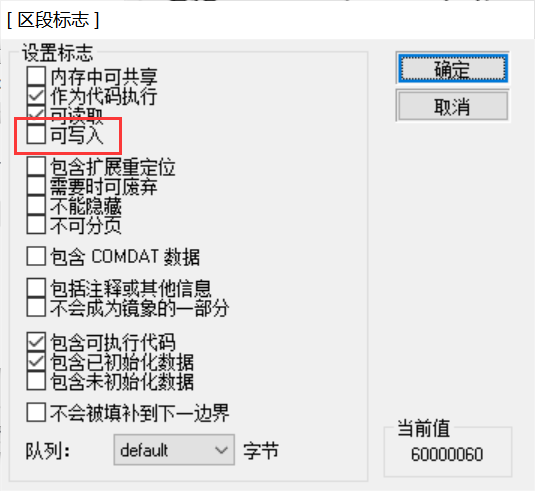 [ 区段标志 ]
设置标志
内存中可共享
作为代码执行
可读取
可写入
包含扩展重定位
需要时可废弃
不能隐藏
不可分页
包含 COMDAT 数据
包括注释或其他信息
不会成为镜象的一部分
包含可执行代码
包含已初始化数据
包含未初始化数据
不会被填补到下一边界
队列： default 字节
确定
取消
当前值
60000060